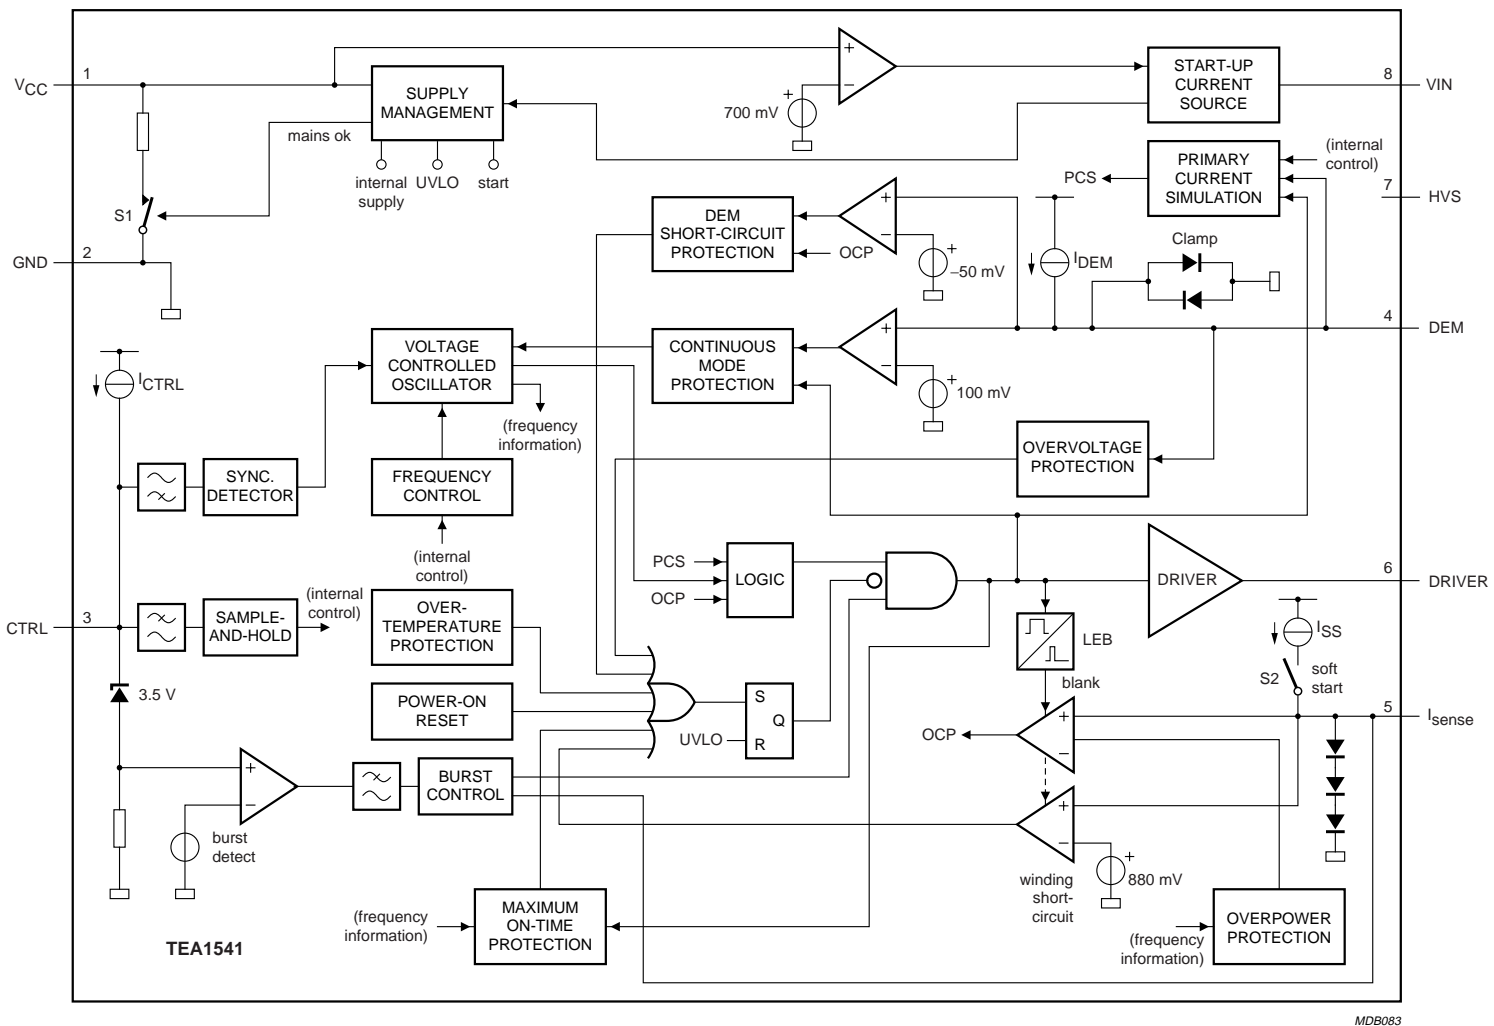 1
VCC
SUPPLY
MANAGEMENT
mains ok
internal
supply
UVLO
start
S1
2
GND
+
−
700 mV
+
START-UP
CURRENT
SOURCE
8
VIN
PRIMARY
CURRENT
SIMULATION
(internal
control)
PCS
7
HVS
DEM
SHORT-CIRCUIT
PROTECTION
OCP
+
−
+
−50 mV
IDEM
Clamp
4
DEM
ICTRL
VOLTAGE
CONTROLLED
OSCILLATOR
(frequency
information)
CONTINUOUS
MODE
PROTECTION
+
−
+
100 mV
OVERVOLTAGE
PROTECTION
SYNC.
DETECTOR
FREQUENCY
CONTROL
(internal
control)
PCS
LOGIC
OCP
DRIVER
6
DRIVER
3
CTRL
SAMPLE-
AND-HOLD
(internal
control)
OVER-
TEMPERATURE
PROTECTION
LEB
blank
ISS
S2
soft
start
3.5 V
POWER-ON
RESET
S
Q
R
UVLO
OCP
+
−
5
Isense
+
−
burst
detect
BURST
CONTROL
+
−
+
880 mV
winding
short-
circuit
(frequency
information)
MAXIMUM
ON-TIME
PROTECTION
(frequency
information)
OVERPOWER
PROTECTION
TEA1541
MDB083